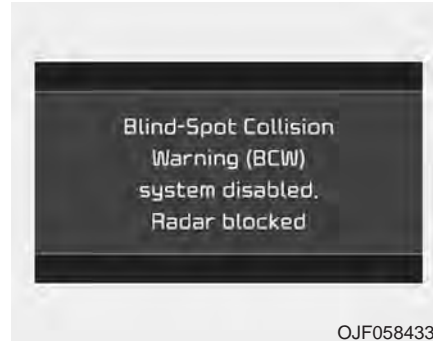 Blind-Spot Collision
Warning (BCW)
system disabled.
Radar blocked
OJF058433